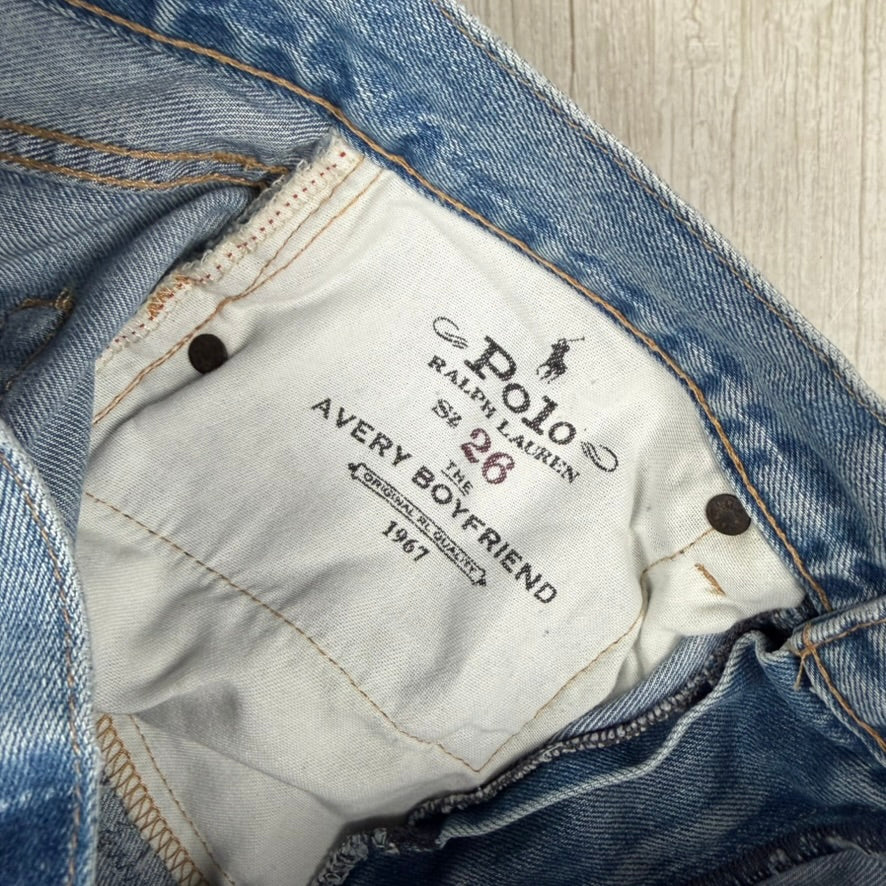 Polo
RALPH LAUREN
SZ 26
THE
AVERY BOYFRIEND
ORIGINAL RL QUALITY
1967